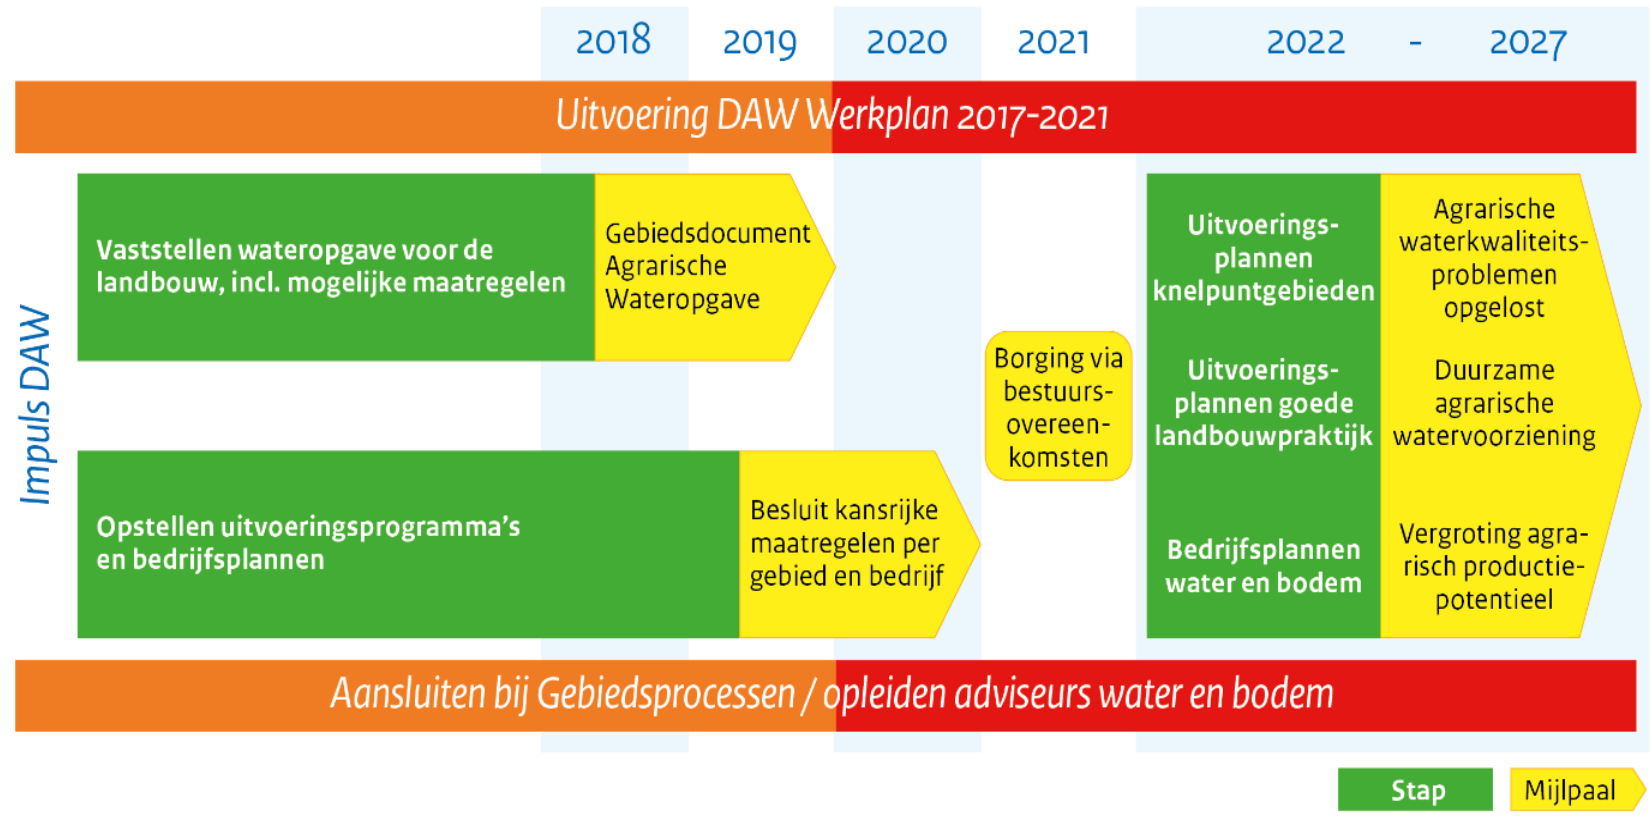 2018 2019 2020 2021 2022 - 2027
Uitvoering DAW Werkplan 2017-2021
Impuls DAW
Vaststellen wateropgave voor de
landbouw, incl. mogelijke maatregelen
Gebiedsdocument
Agrarische
Wateropgave
Opstellen uitvoeringsprogramma's
en bedrijfsplannen
Besluit kansrijke
maatregelen per
gebied en bedrijf
Borging via
bestuurs-
overeen-
komsten
Uitvoerings-
plannen
knelpuntgebieden
Uitvoerings-
plannen goede
landbouwpraktijk
Bedrijfsplannen
water en bodem
Agrarische
waterkwaliteits-
problemen
opgelost
Duurzame
agrarische
watervoorziening
Vergroting agra-
risch productie-
potentieel
Aansluiten bij Gebiedsprocessen / opleiden adviseurs water en bodem
Stap
Mijlpaal